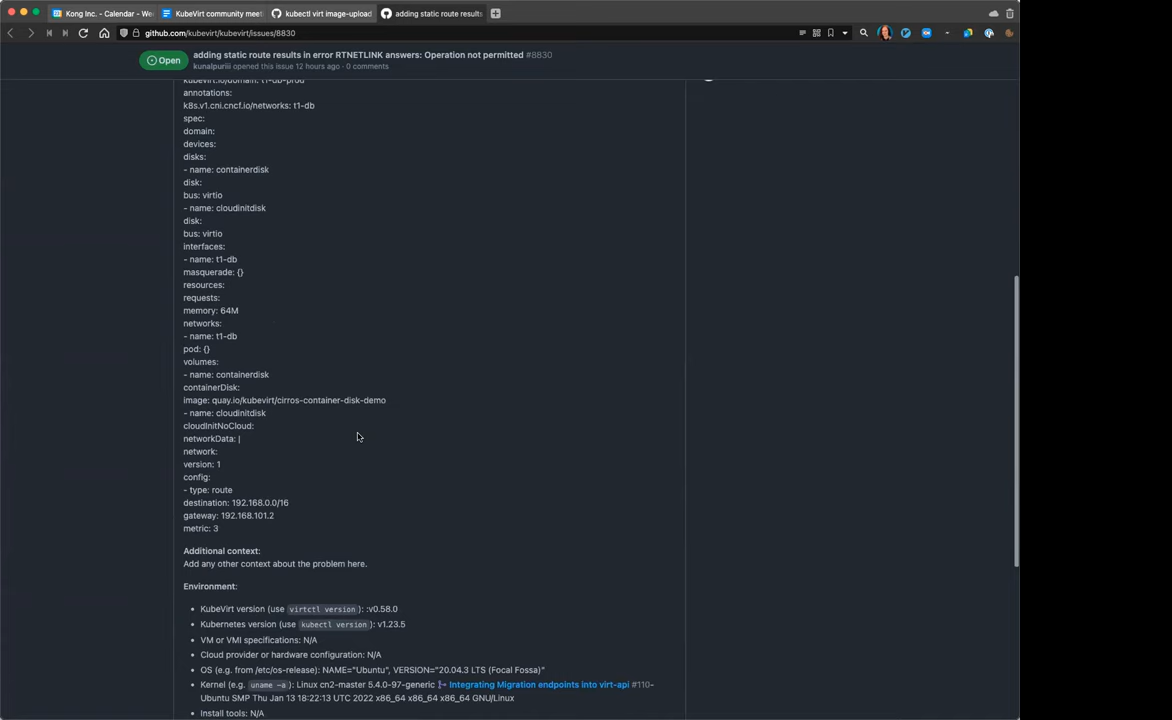 Kong Inc. - Calendar - Wee
KubeVirt community meet
kubectl virt image-upload
adding static route results in
github.com/kubevirt/kubevirt/issues/8830
Open
adding static route results in error RTNETLINK answers: Operation not permitted #8830
kunalpuriii opened this issue 12 hours ago · 0 comments
kubevirt.io/domain: t1-db-prod
annotations:
k8s.v1.cni.cncf.io/networks: t1-db
spec:
domain:
devices:
disks:
- name: containerdisk
disk:
bus: virtio
- name: cloudinitdisk
disk:
bus: virtio
interfaces:
- name: t1-db
masquerade: {}
resources:
requests:
memory: 64M
networks:
- name: t1-db
pod: {}
volumes:
- name: containerdisk
containerDisk:
image: quay.io/kubevirt/cirros-container-disk-demo
- name: cloudinitdisk
cloudInitNoCloud:
networkData: |
network:
version: 1
config:
- type: route
destination: 192.168.0.0/16
gateway: 192.168.101.2
metric: 3
Additional context:
Add any other context about the problem here.
Environment:
• KubeVirt version (use virtctl version): :v0.58.0
• Kubernetes version (use kubectl version): v1.23.5
• VM or VMI specifications: N/A
• Cloud provider or hardware configuration: N/A
• OS (e.g. from /etc/os-release): NAME="Ubuntu", VERSION="20.04.3 LTS (Focal Fossa)"
• Kernel (e.g. uname -a): Linux cn2-master 5.4.0-97-generic Integrating Migration endpoints into virt-api #110-
Ubuntu SMP Thu Jan 13 18:22:13 UTC 2022 x86_64 x86_64 x86_64 GNU/Linux
• Install tools: N/A